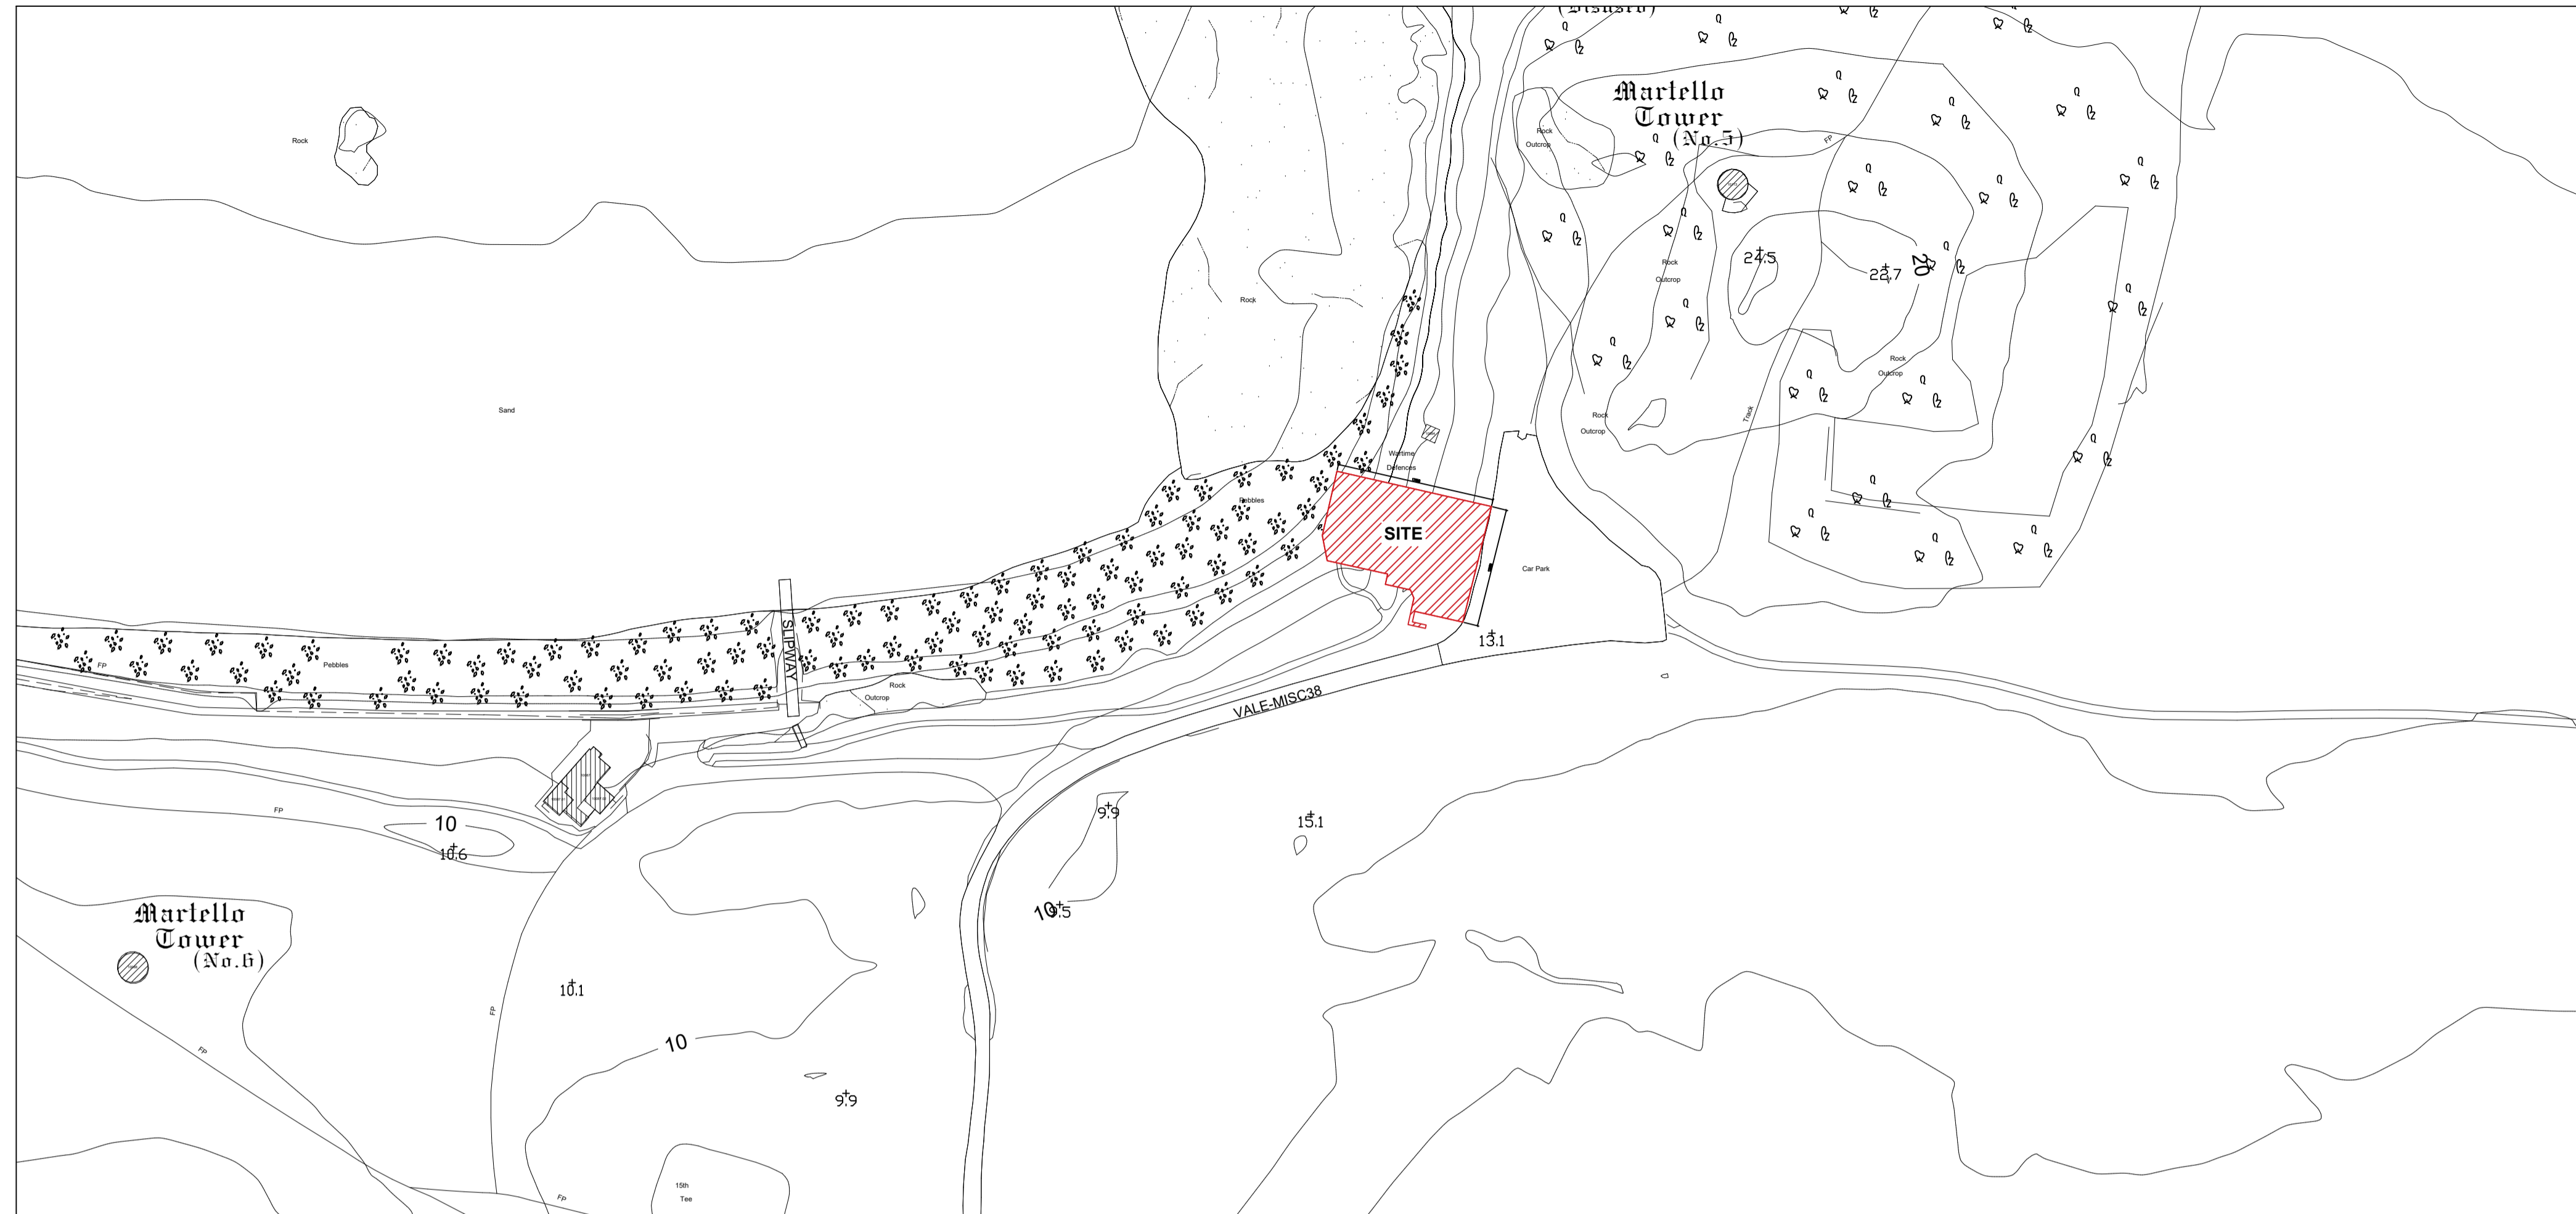 Martello
Tower
(No.5)
Rock
Rock
Outcrop
FP
24.5
22.7
20
Rock
Outcrop
Rock
Rock
Outcrop
Sand
Track
Rock
Outcrop
Wartime
Defences
Pebbles
SITE
Car Park
13.1
SLIPWAY
FP
Pebbles
Rock
Outcrop
VALE-MISC38
FP
10
10.6
9.9
15.1
10
9.5
Martello
Tower
(No.6)
10.1
FP
10
FP
9.9
15th
Tee
FP